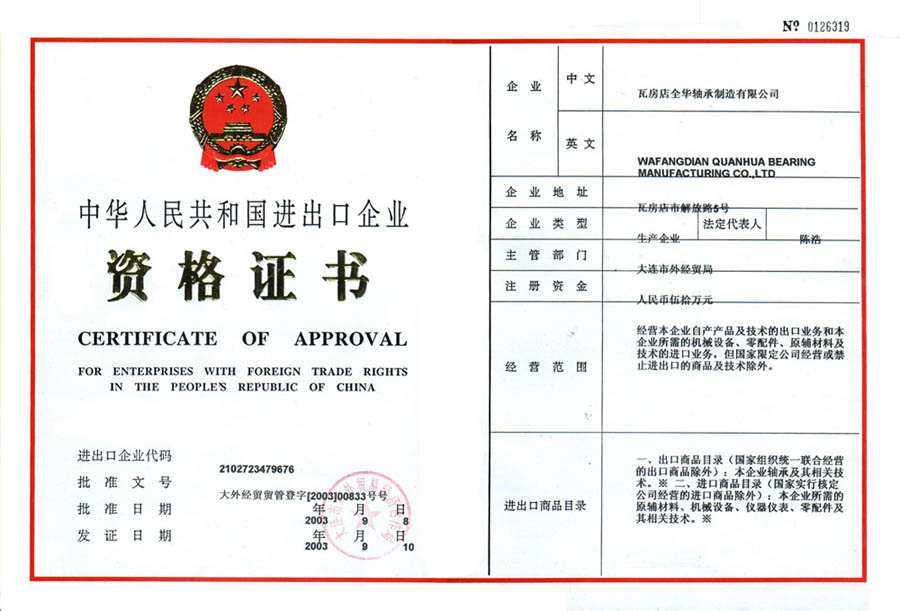 Nº 0126319
中华人民共和国进出口企业
资格证书
CERTIFICATE OF APPROVAL
FOR ENTERPRISES WITH FOREIGN TRADE RIGHTS
IN THE PEOPLE'S REPUBLIC OF CHINA
进出口企业代码 2102723479676
批准文号 大外经贸贸管登字[2003]00833号号
批准日期 2003年9月8日
发证日期 2003年9月10日
企业名称
中文 瓦房店全华轴承制造有限公司
英文 WAFANGDIAN QUANHUA BEARING
MANUFACTURING CO.,LTD
企业地址 瓦房店市解放路5号
企业类型 生产企业 法定代表人 陈浩
主管部门 大连市外经贸局
注册资金 人民币伍拾万元
经营范围
经营本企业自产产品及技术的出口业务和本
企业所需的机械设备、零配件、原辅材料及
技术的进口业务，但国家限定公司经营或禁
止进出口的商品及技术除外。
进出口商品目录
一、出口商品目录（国家组织统一联合经营
的出口商品除外）：本企业轴承及其相关技
术。※ 二、进口商品目录（国家实行核定
公司经营的进口商品除外）：本企业所需的
原辅材料、机械设备、仪器仪表、零配件及
其相关技术。※